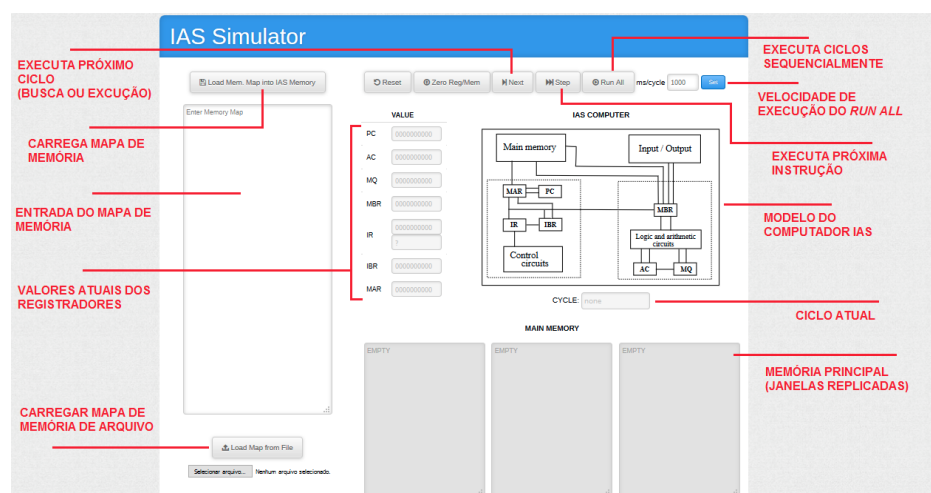 IAS Simulator
EXECUTA PRÓXIMO
CICLO
(BUSCA OU EXCUÇÃO)
CARREGA MAPA DE
MEMÓRIA
ENTRADA DO MAPA DE
MEMÓRIA
VALORES ATUAIS DOS
REGISTRADORES
CARREGAR MAPA DE
MEMÓRIA DE ARQUIVO
Load Mem. Map into IAS Memory
Enter Memory Map
Load Map from File
Selecionar arquivo... Nenhum arquivo selecionado.
Reset Zero Reg/Mem Next Step Run All ms/cycle 1000 Set
VALUE
PC 0000000000
AC 0000000000
MQ 0000000000
MBR 0000000000
IR 0000000000
?
IBR 0000000000
MAR 0000000000
IAS COMPUTER
Main memory
Input / Output
MAR PC
MBR
IR IBR
Logic and arithmetic
circuits
Control
circuits
AC MQ
CYCLE: none
MAIN MEMORY
EMPTY EMPTY EMPTY
EXECUTA CICLOS
SEQUENCIALMENTE
VELOCIDADE DE
EXECUÇÃO DO RUN ALL
EXECUTA PRÓXIMA
INSTRUÇÃO
MODELO DO
COMPUTADOR IAS
CICLO ATUAL
MEMÓRIA PRINCIPAL
(JANELAS REPLICADAS)